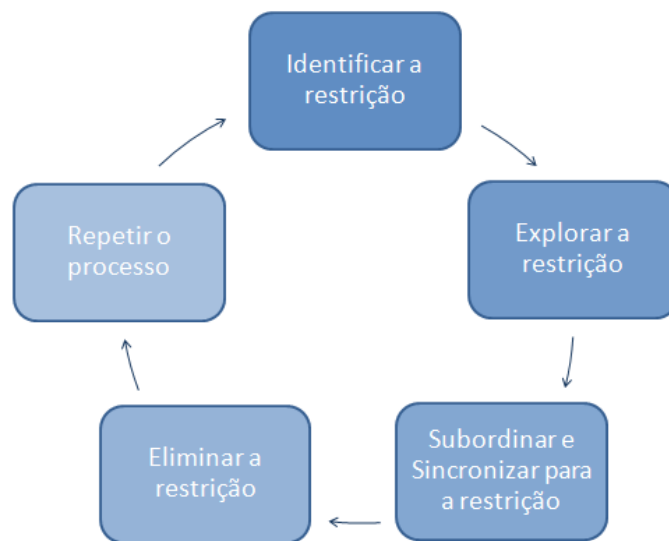 Identificar a
restrição
Explorar a
restrição
Subordinar e
Sincronizar para
a restrição
Eliminar a
restrição
Repetir o
processo